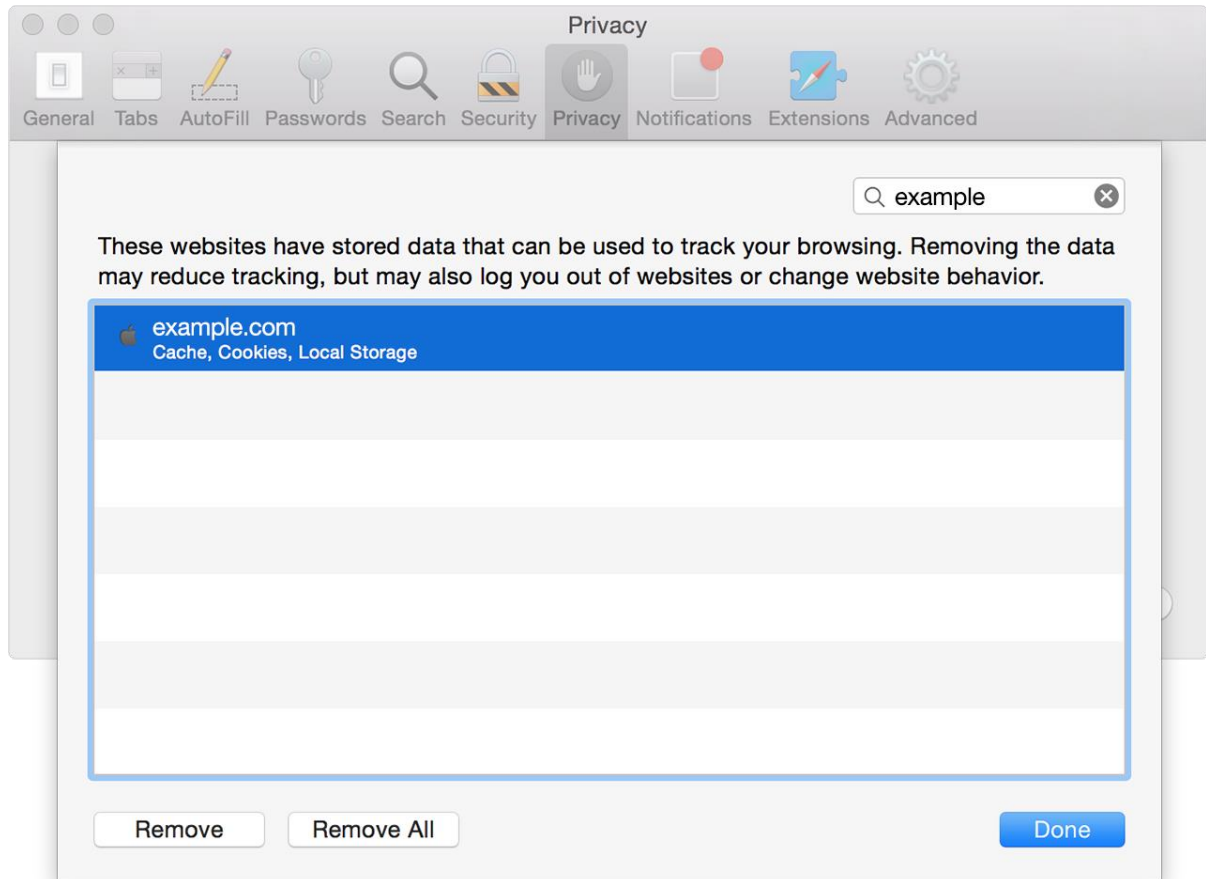 Privacy
General Tabs AutoFill Passwords Search Security Privacy Notifications Extensions Advanced
example
These websites have stored data that can be used to track your browsing. Removing the data
may reduce tracking, but may also log you out of websites or change website behavior.
example.com
Cache, Cookies, Local Storage
Remove Remove All Done